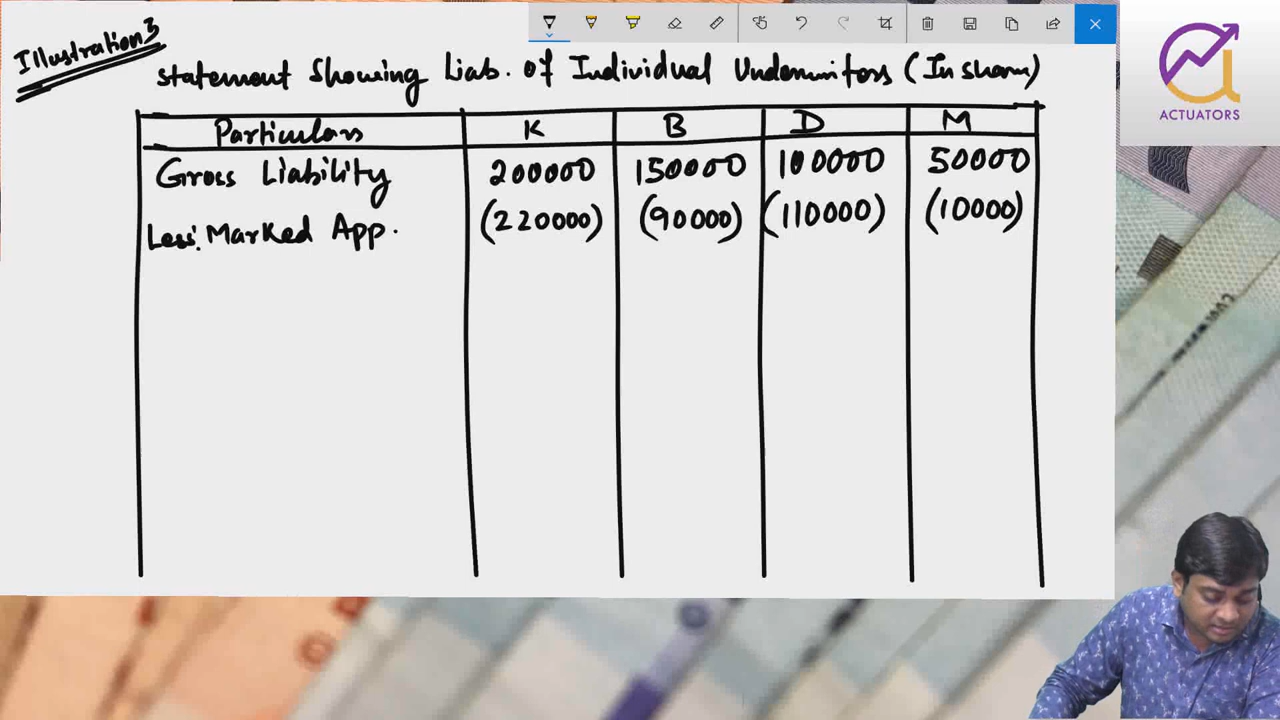 Illustration 3
Statement Showing Liab. Of Individual Underwriters (In shares)
Particulars K B D M
Gross Liability 200000 150000 100000 50000
Less: Marked App. (220000) (90000) (110000) (10000)
ACTUATORS